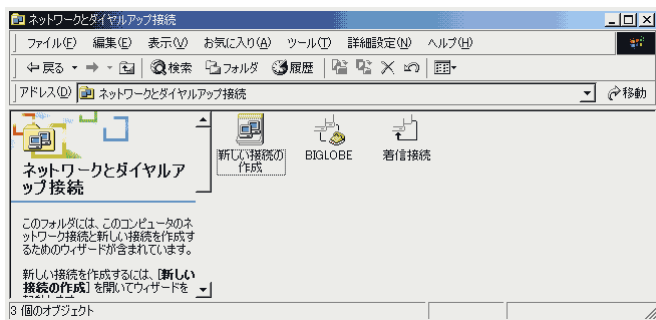 ネットワークとダイヤルアップ接続
ファイル(F) 編集(E) 表示(V) お気に入り(A) ツール(T) 詳細設定(N) ヘルプ(H)
戻る 検索 フォルダ 履歴
アドレス(D) ネットワークとダイヤルアップ接続 移動
ネットワークとダイヤルア
ップ接続
このフォルダには、このコンピュータのネ
ットワーク接続と新しい接続を作成す
るためのウィザードが含まれています。
新しい接続を作成するには、[新しい
接続の作成] を開いてウィザードを
新しい接続の
作成
BIGLOBE
着信接続
3 個のオブジェクト